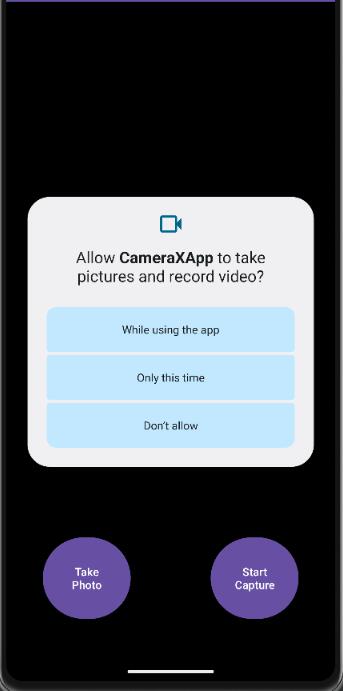 Allow CameraXApp to take
pictures and record video?
While using the app
Only this time
Don't allow
Take
Photo
Start
Capture